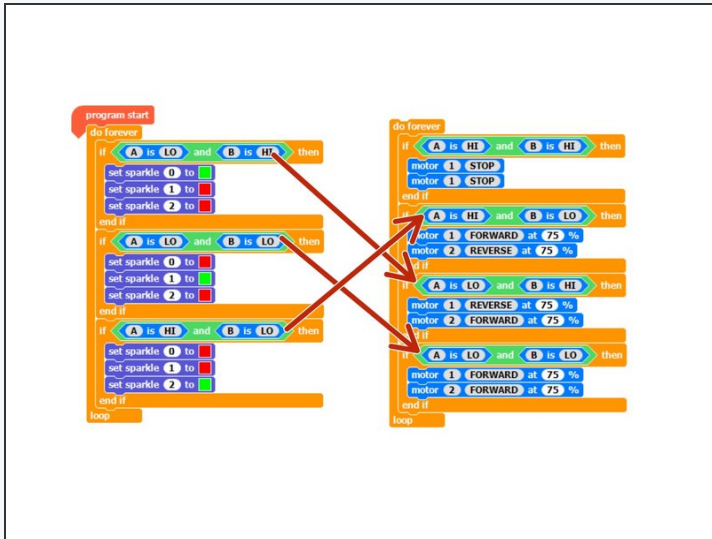 program start
do forever
if A is LO and B is HI then
set sparkle 0 to
set sparkle 1 to
set sparkle 2 to
end if
if A is LO and B is LO then
set sparkle 0 to
set sparkle 1 to
set sparkle 2 to
end if
if A is HI and B is LO then
set sparkle 0 to
set sparkle 1 to
set sparkle 2 to
end if
loop
do forever
if A is HI and B is HI then
motor 1 STOP
motor 1 STOP
end if
if A is HI and B is LO then
motor 1 FORWARD at 75 %
motor 2 REVERSE at 75 %
end if
if A is LO and B is HI then
motor 1 REVERSE at 75 %
motor 2 FORWARD at 75 %
end if
if A is LO and B is LO then
motor 1 FORWARD at 75 %
motor 2 FORWARD at 75 %
end if
loop